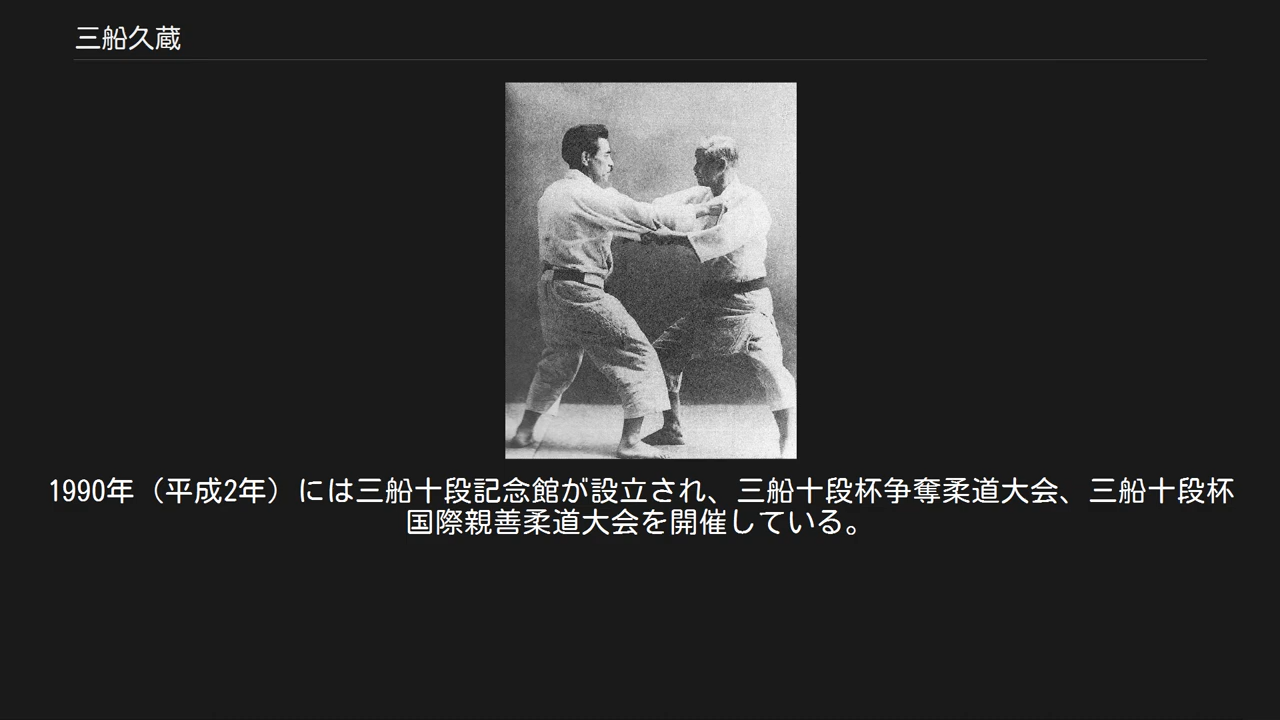 三船久蔵
1990年（平成2年）には三船十段記念館が設立され、三船十段杯争奪柔道大会、三船十段杯
国際親善柔道大会を開催している。